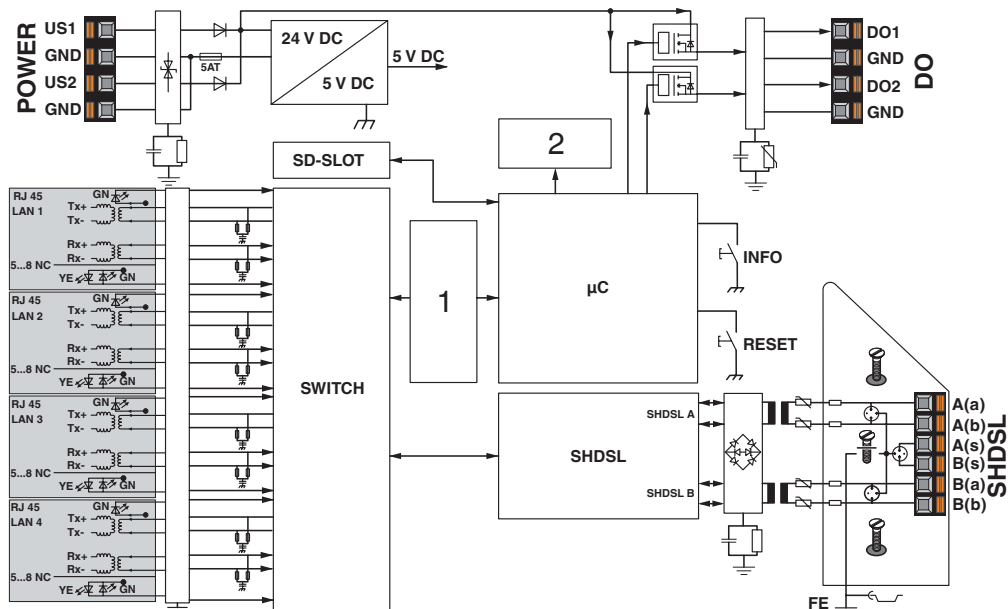 POWER
US1
GND
US2
GND
5AT
24 V DC
5 V DC
5 V DC
DO1
GND
DO2
GND
DO
SD-SLOT
2
RJ 45
LAN 1
GN
Tx+
Tx-
Rx+
Rx-
5...8 NC
YE
GN
RJ 45
LAN 2
GN
Tx+
Tx-
Rx+
Rx-
5...8 NC
YE
GN
RJ 45
LAN 3
GN
Tx+
Tx-
Rx+
Rx-
5...8 NC
YE
GN
RJ 45
LAN 4
GN
Tx+
Tx-
Rx+
Rx-
5...8 NC
YE
GN
SWITCH
1
µC
INFO
RESET
SHDSL
SHDSL A
SHDSL B
A(a)
A(b)
A(s)
B(s)
B(a)
B(b)
SHDSL
FE